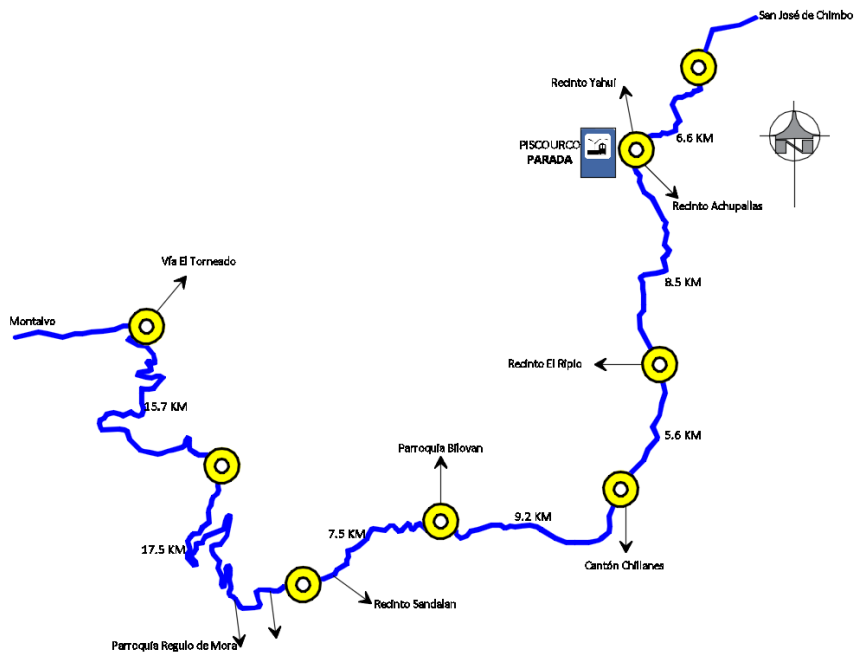 San José de Chimbo
Recinto Yahuí
6.6 KM
PISCOURCO
PARADA
Recinto Achupallas
Vía El Torneado
8.5 KM
Montalvo
Recinto El Ripio
15.7 KM
5.6 KM
Parroquia Bilovan
9.2 KM
7.5 KM
17.5 KM
Cantón Chillanes
Recinto Sandalan
Parroquia Regulo de Mora
N